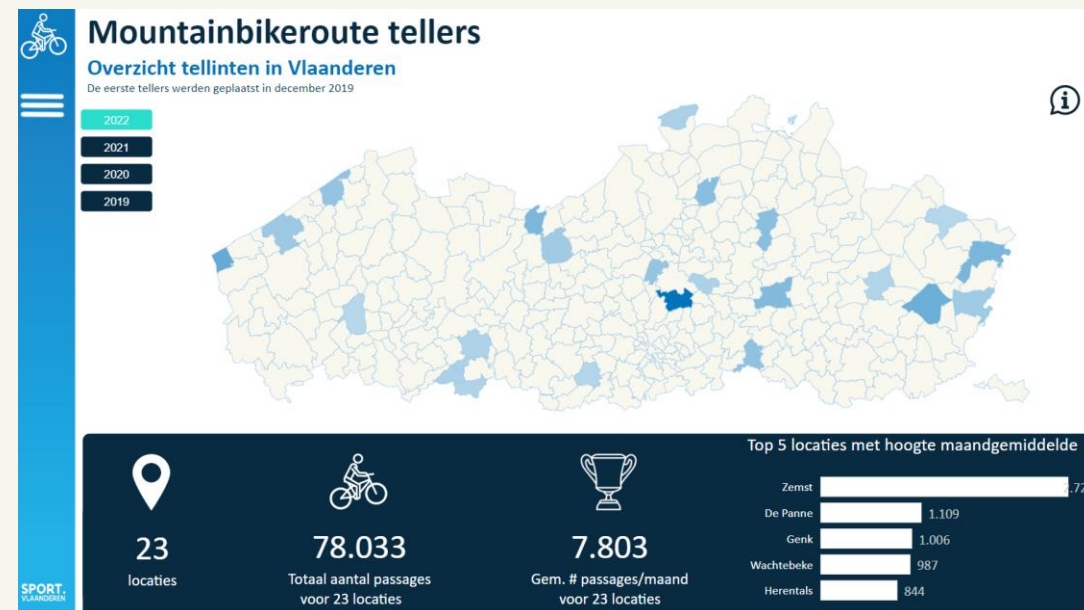 Mountainbikeroute tellers
Overzicht tellinten in Vlaanderen
De eerste tellers werden geplaatst in december 2019
2022
2021
2020
2019
i
23
locaties
78.033
Totaal aantal passages
voor 23 locaties
7.803
Gem. # passages/maand
voor 23 locaties
Top 5 locaties met hoogte maandgemiddelde
Zemst
De Panne 1.109
Genk 1.006
Wachtebeke 987
Herentals 844
SPORT.
VLAANDEREN